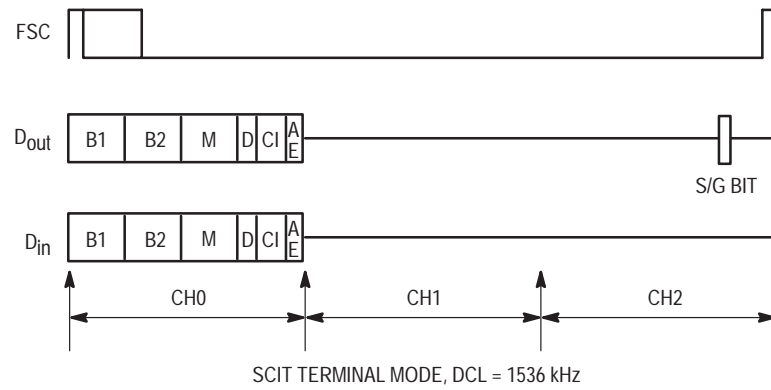 FSC
Dout B1 B2 M D CI A E
S/G BIT
Din B1 B2 M D CI A E
CH0 CH1 CH2
SCIT TERMINAL MODE, DCL = 1536 kHz